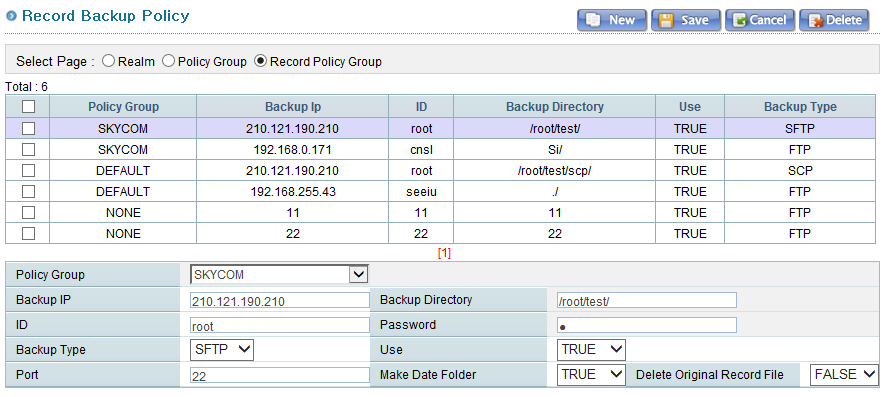 Record Backup Policy New Save Cancel Delete
Select Page : Realm Policy Group Record Policy Group
Total : 6
Policy Group Backup Ip ID Backup Directory Use Backup Type
SKYCOM 210.121.190.210 root /root/test/ TRUE SFTP
SKYCOM 192.168.0.171 cnsl Si/ TRUE FTP
DEFAULT 210.121.190.210 root /root/test/scp/ TRUE SCP
DEFAULT 192.168.255.43 seeiu ./ TRUE FTP
NONE 11 11 11 TRUE FTP
NONE 22 22 22 TRUE FTP
[1]
Policy Group SKYCOM
Backup IP 210.121.190.210 Backup Directory /root/test/
ID root Password ●
Backup Type SFTP Use TRUE
Port 22 Make Date Folder TRUE Delete Original Record File FALSE